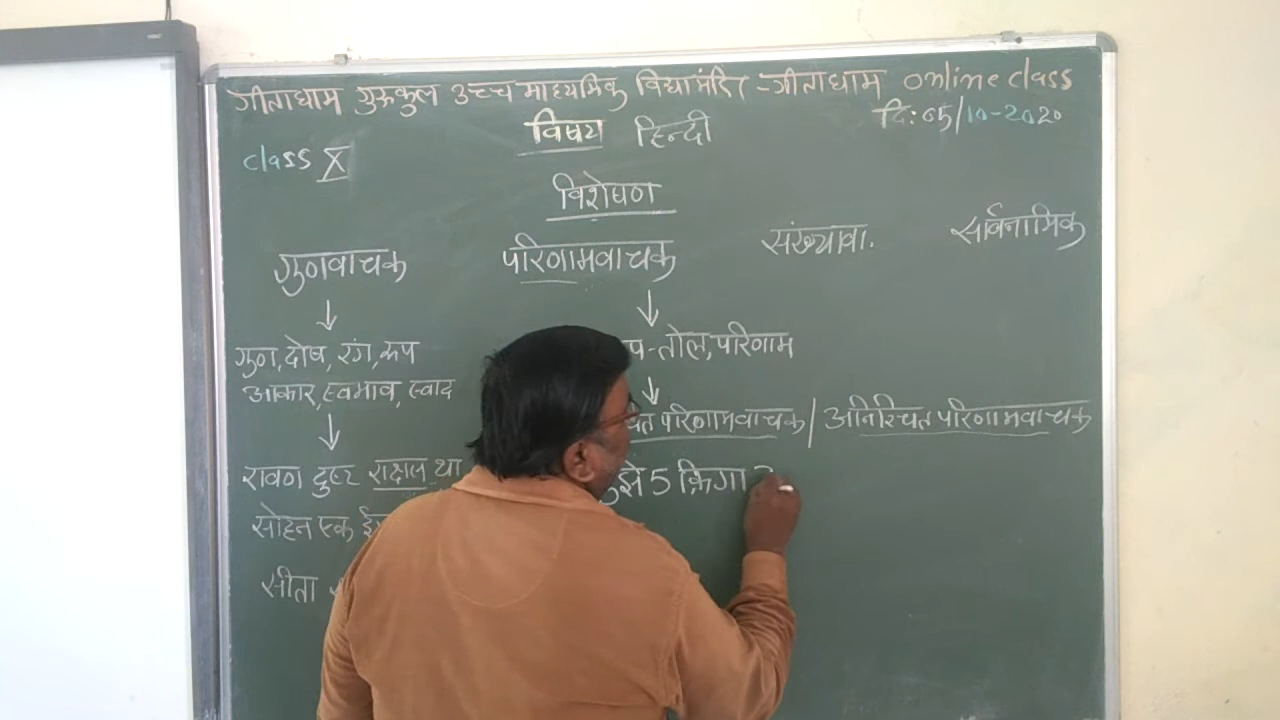 गीताधाम गुरूकुल उच्च माध्यमिक विद्यामंदिर -गीताधाम online class
दि: 05/10-2020
विषय हिन्दी
class X
विशेषण
गुणवाचक परिणामवाचक संख्यावा. सार्वनामिक
गुण, दोष, रंग, रूप
आकार, स्वभाव, स्वाद
प-तोल, परिणाम
चित परिणामवाचक / अनिश्चित परिणामवाचक
रावण दुष्ट राक्षस था
सोहन एक
सीता
झे 5 क्रिगा